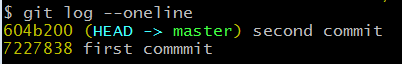 $ git log --oneline
604b200 (HEAD -> master) second commit
7227838 first commmit